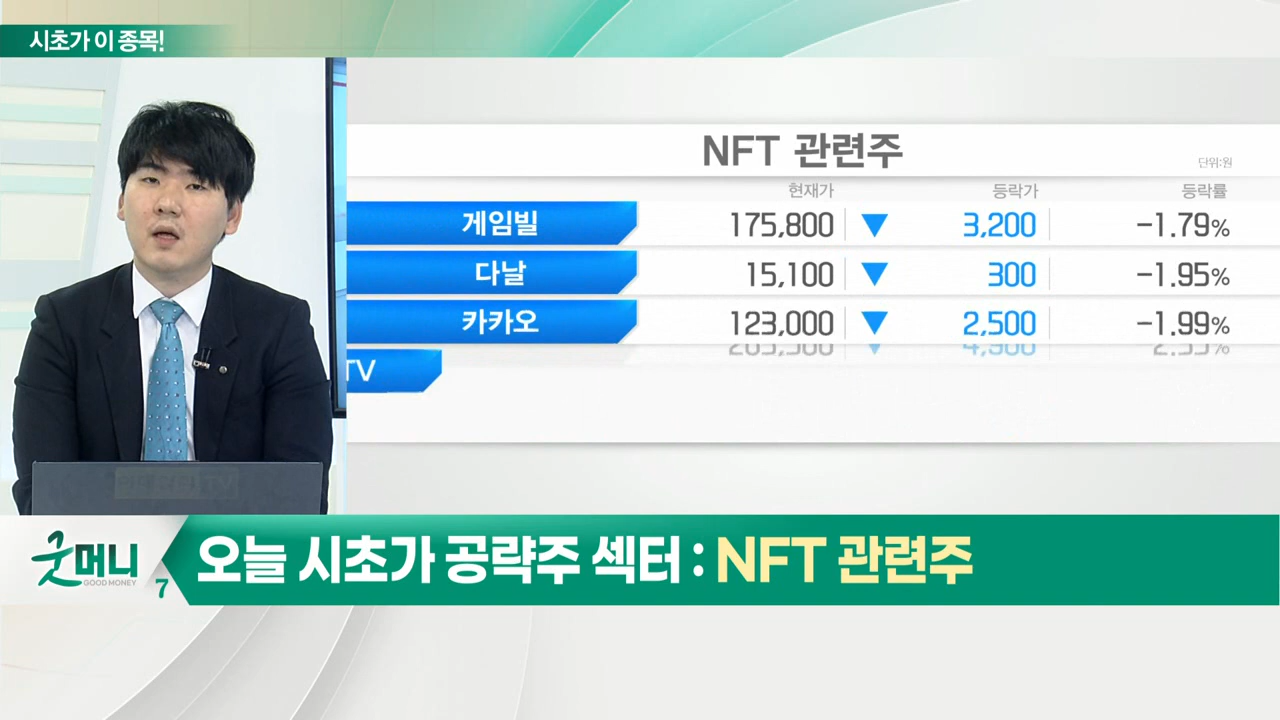 시초가 이 종목!
NFT 관련주
단위:원
현재가 등락가 등락률
게임빌 175,800 ▼ 3,200 -1.79%
다날 15,100 ▼ 300 -1.95%
카카오 123,000 ▼ 2,500 -1.99%
TV
굿머니
GOOD MONEY
7
오늘 시초가 공략주 섹터 : NFT 관련주